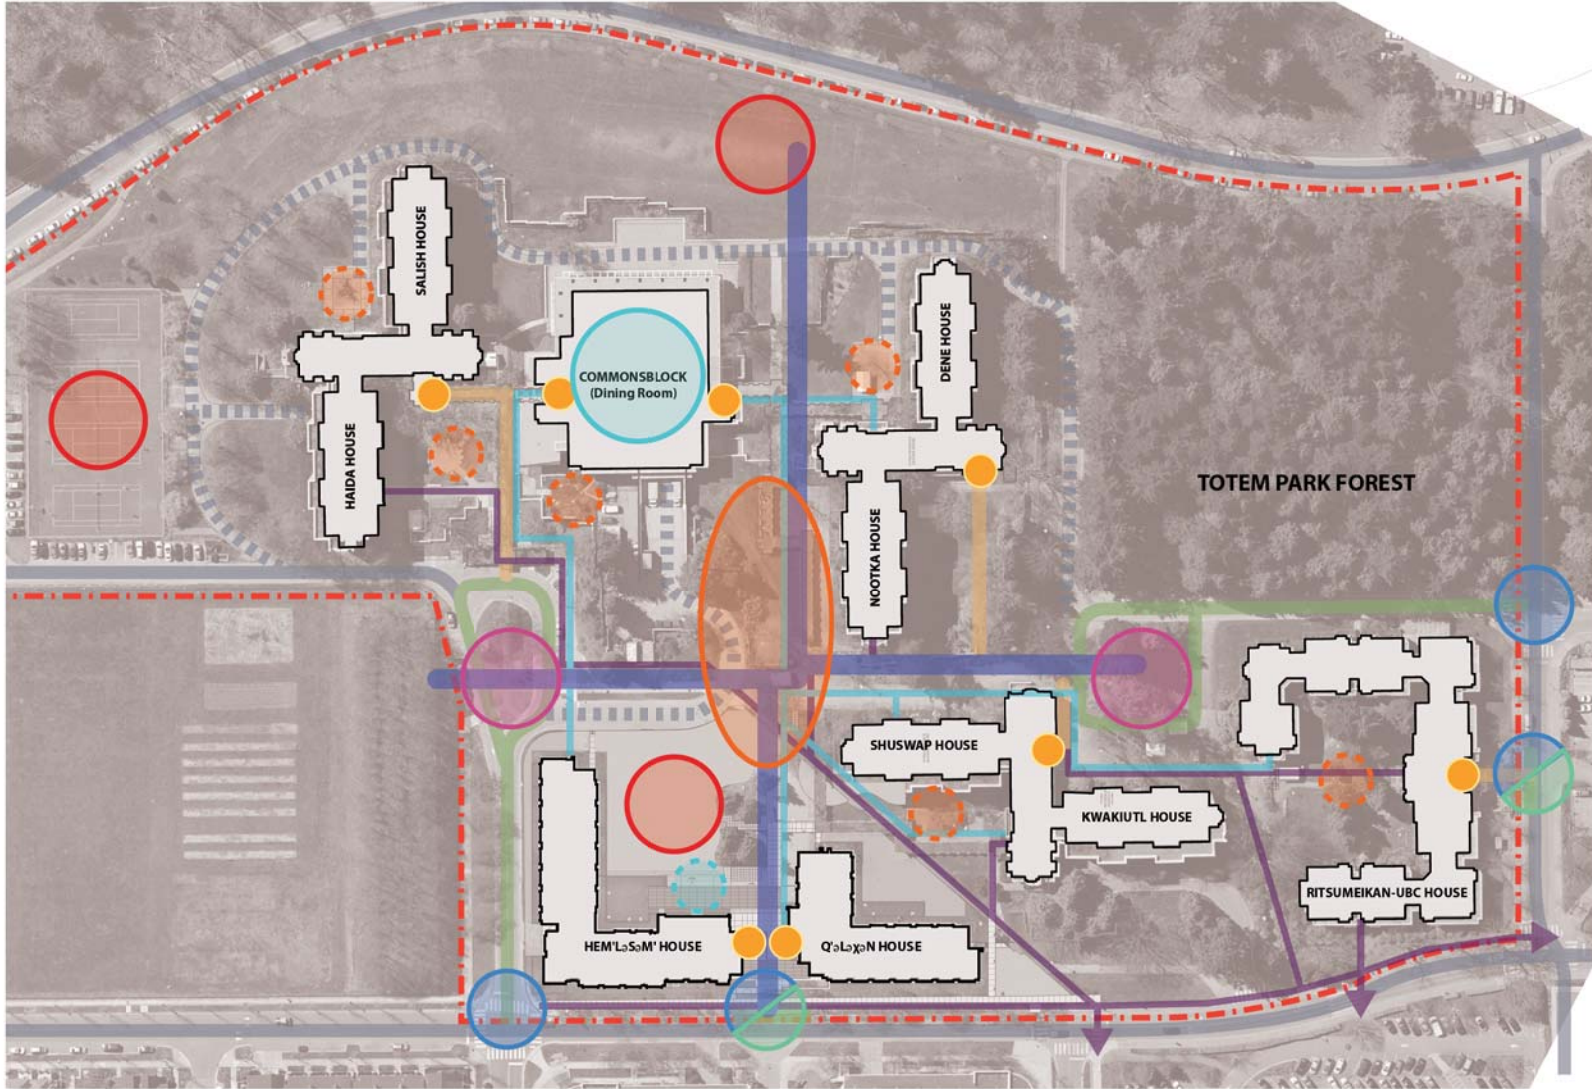 SALISH HOUSE
COMMONSBLOCK
(Dining Room)
DENE HOUSE
HAIDA HOUSE
NOOTKA HOUSE
TOTEM PARK FOREST
SHUSWAP HOUSE
KWAKIUTL HOUSE
RITSUMEIKAN-UBC HOUSE
HEM'LəSəM' HOUSE
Q'əLəχəN HOUSE